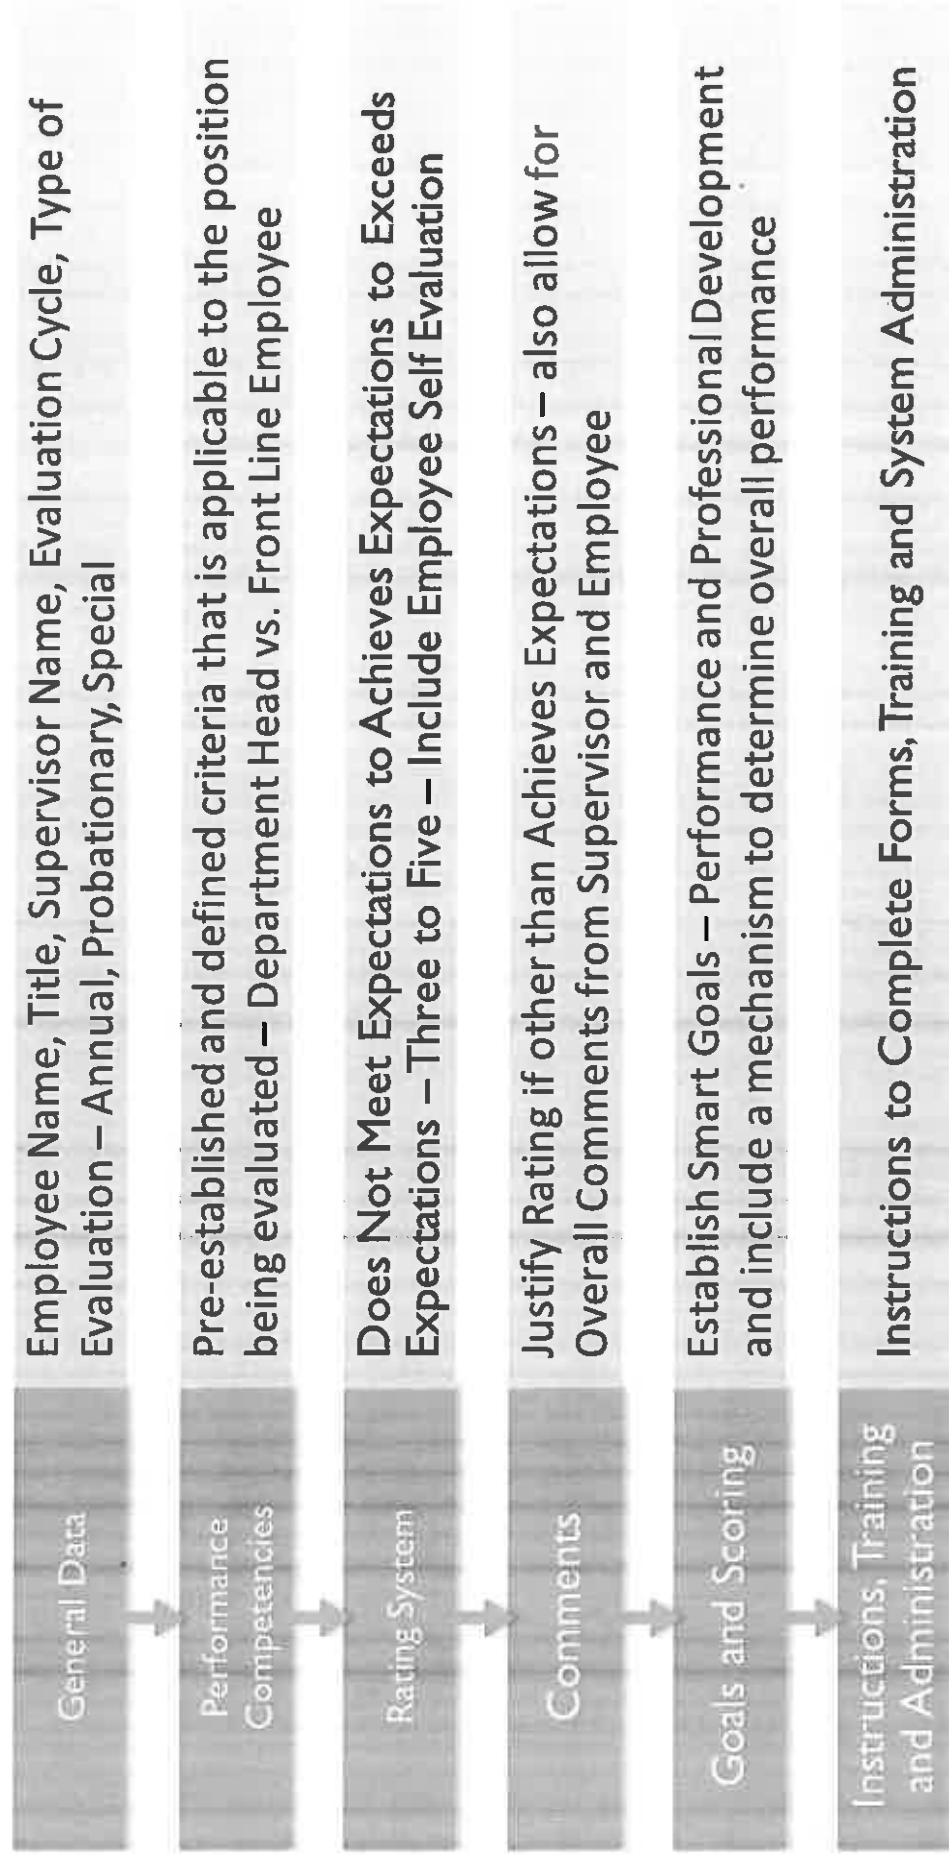 General Data
Employee Name, Title, Supervisor Name, Evaluation Cycle, Type of
Evaluation – Annual, Probationary, Special
Performance
Competencies
Pre-established and defined criteria that is applicable to the position
being evaluated – Department Head vs. Front Line Employee
Rating System
Does Not Meet Expectations to Achieves Expectations to Exceeds
Expectations – Three to Five – Include Employee Self Evaluation
Comments
Justify Rating if other than Achieves Expectations – also allow for
Overall Comments from Supervisor and Employee
Goals and Scoring
Establish Smart Goals – Performance and Professional Development
and include a mechanism to determine overall performance
Instructions, Training
and Administration
Instructions to Complete Forms, Training and System Administration